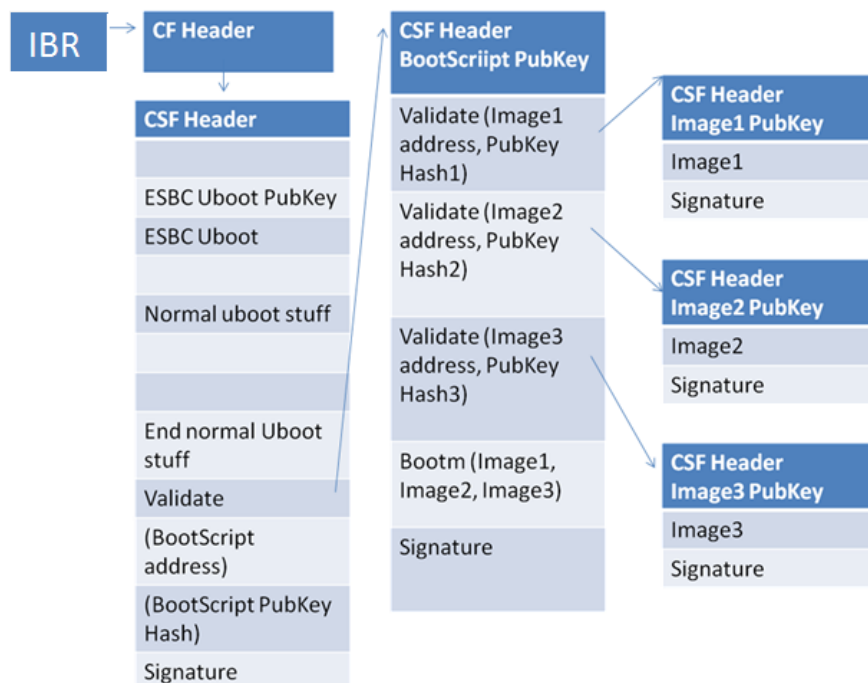 IBR
CF Header
CSF Header
ESBC Uboot PubKey
ESBC Uboot
Normal uboot stuff
End normal Uboot
stuff
Validate
(BootScript
address)
(BootScript PubKey
Hash)
Signature
CSF Header
BootScriipt PubKey
Validate (Image1
address, PubKey
Hash1)
Validate (Image2
address, PubKey
Hash2)
Validate (Image3
address, PubKey
Hash3)
Bootm (Image1,
Image2, Image3)
Signature
CSF Header
Image1 PubKey
Image1
Signature
CSF Header
Image2 PubKey
Image2
Signature
CSF Header
Image3 PubKey
Image3
Signature